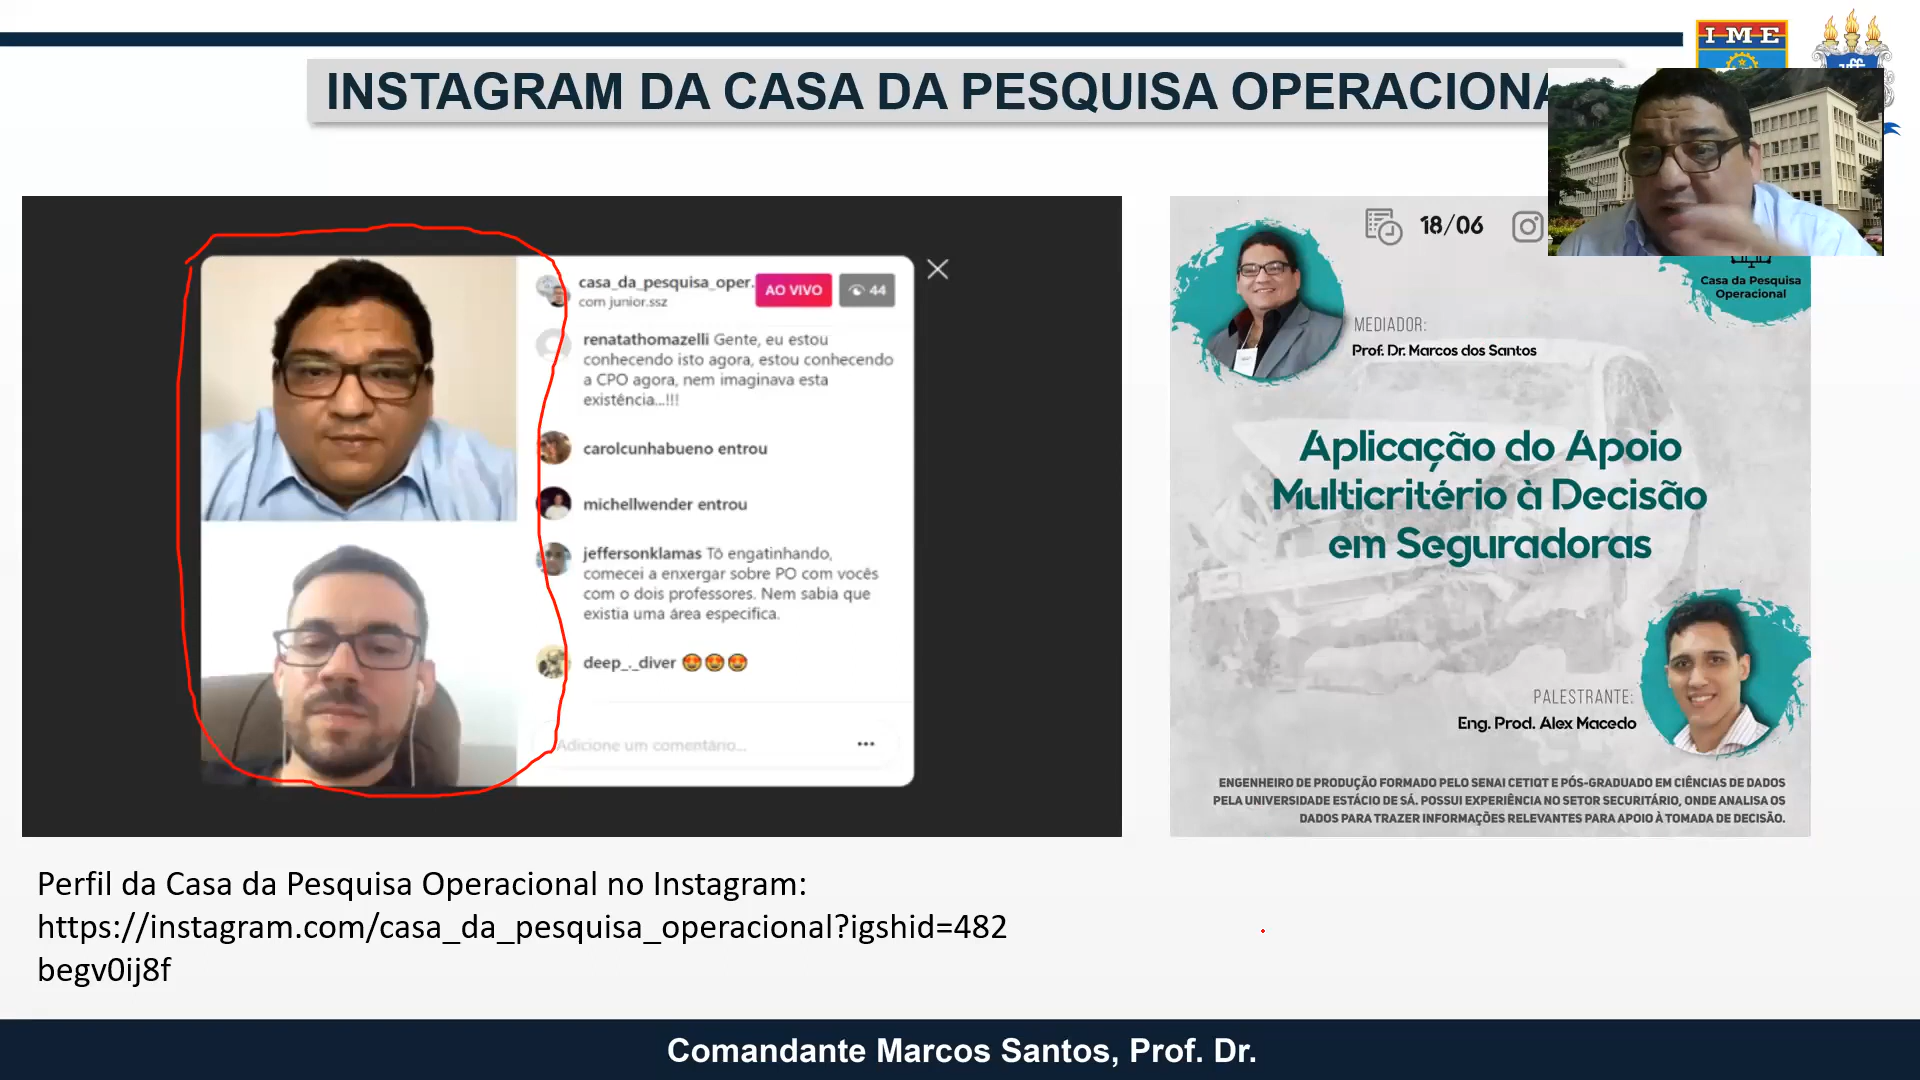 IME
uff
INSTAGRAM DA CASA DA PESQUISA OPERACIONA
casa_da_pesquisa_oper.
AO VIVO
44
com junior.ssz
renatathomazelli Gente, eu estou
conhecendo isto agora, estou conhecendo
a CPO agora, nem imaginava esta
existência...!!!
carolcunhabueno entrou
michellwender entrou
jeffersonklamas Tô engatinhando,
comecei a enxergar sobre PO com vocês
com o dois professores. Nem sabia que
existia uma área especifica.
deep_._diver 😍😍😍
Adicione um comentário...
18/06
Casa da Pesquisa
Operacional
MEDIADOR:
Prof. Dr. Marcos dos Santos
Aplicação do Apoio
Multicritério à Decisão
em Seguradoras
PALESTRANTE:
Eng. Prod. Alex Macedo
ENGENHEIRO DE PRODUÇÃO FORMADO PELO SENAI CETIQT E PÓS-GRADUADO EM CIÊNCIAS DE DADOS
PELA UNIVERSIDADE ESTÁCIO DE SÁ. POSSUI EXPERIÊNCIA NO SETOR SECURITÁRIO, ONDE ANALISA OS
DADOS PARA TRAZER INFORMAÇÕES RELEVANTES PARA APOIO À TOMADA DE DECISÃO.
Perfil da Casa da Pesquisa Operacional no Instagram:
https://instagram.com/casa_da_pesquisa_operacional?igshid=482
begv0ij8f
Comandante Marcos Santos, Prof. Dr.